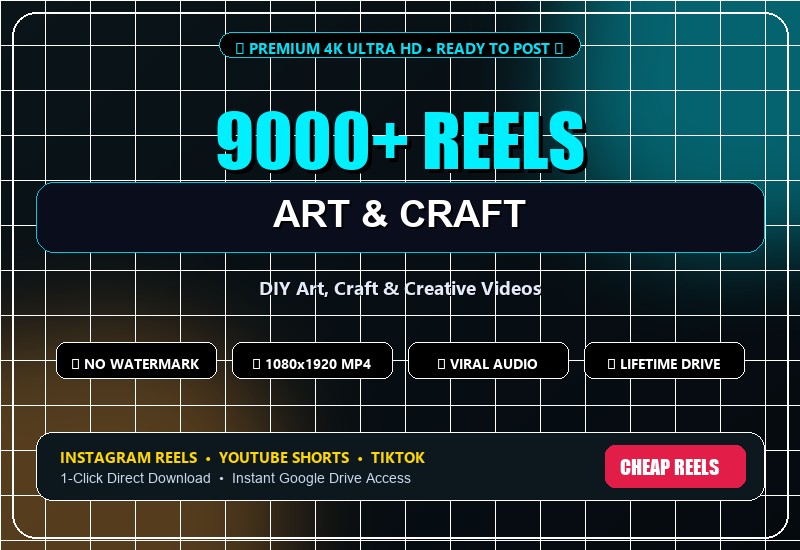 ▯ PREMIUM 4K ULTRA HD • READY TO POST ▯
9000+ REELS
ART & CRAFT
DIY Art, Craft & Creative Videos
▯ NO WATERMARK
▯ 1080x1920 MP4
▯ VIRAL AUDIO
▯ LIFETIME DRIVE
INSTAGRAM REELS • YOUTUBE SHORTS • TIKTOK
1-Click Direct Download • Instant Google Drive Access
CHEAP REELS